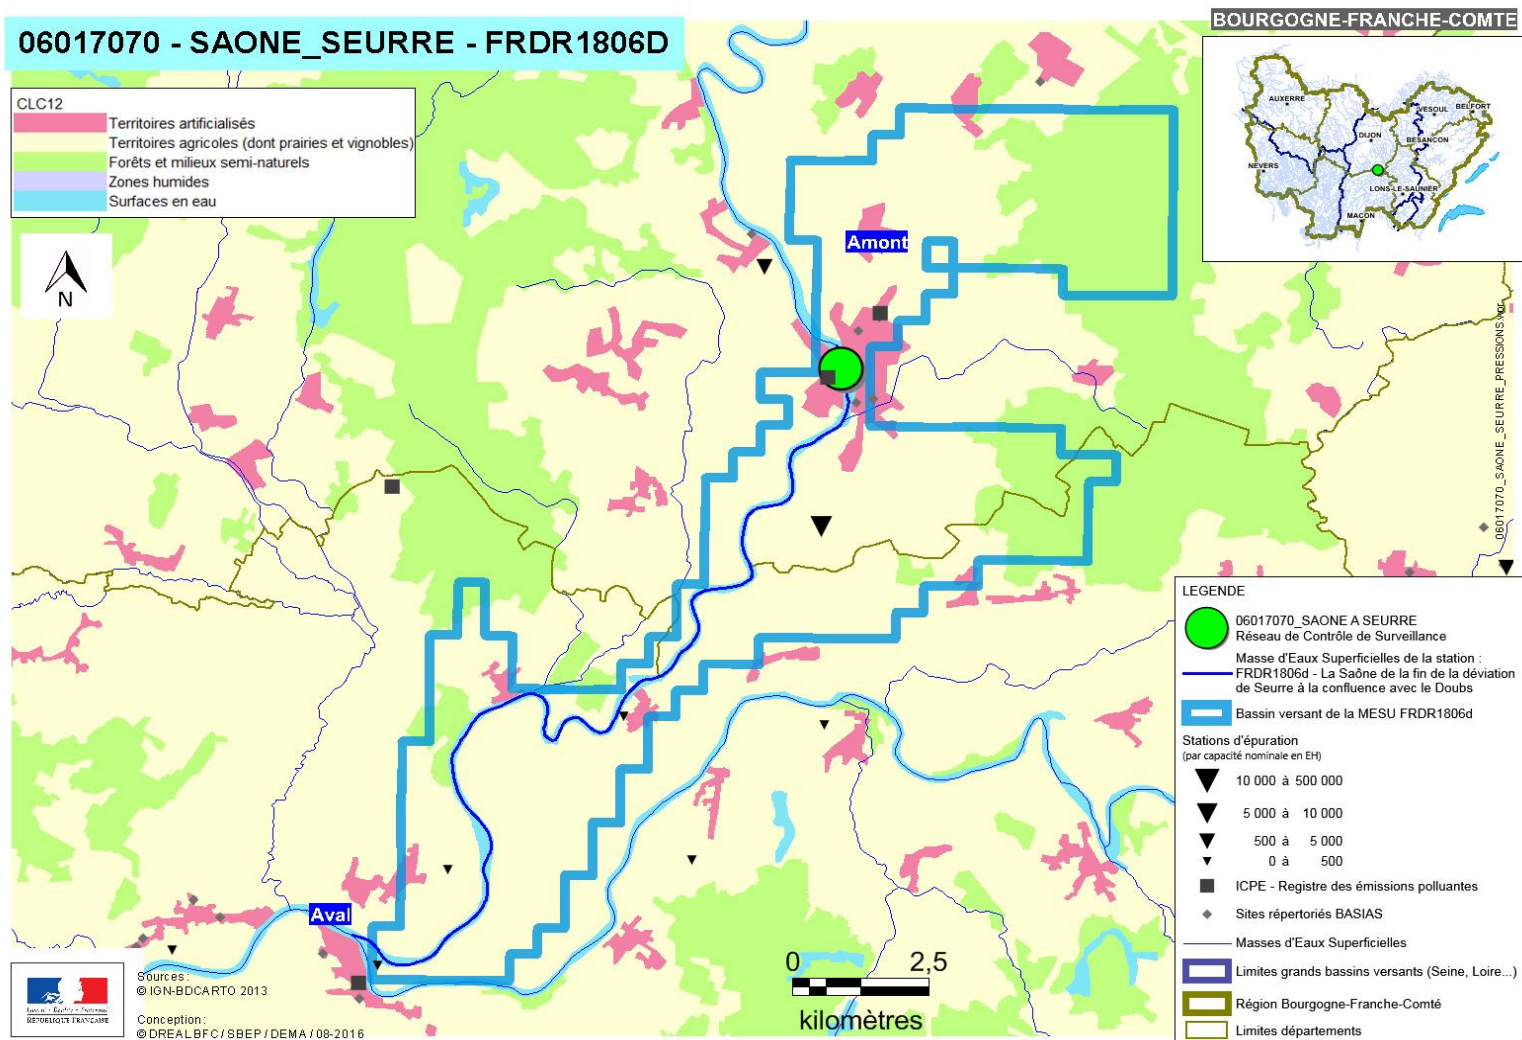 BOURGOGNE-FRANCHE-COMTE
06017070 - SAONE_SEURRE - FRDR1806D
CLC12
Territoires artificialisés
Territoires agricoles (dont prairies et vignobles)
Forêts et milieux semi-naturels
Zones humides
Surfaces en eau
N
AUXERRE
VESOUL
BELFORT
DIJON
BESANCON
NEVERS
LONS-LE-SAUNIER
MACON
Amont
06017070_SAONE_SEURRE_PRESSIONS.wor
Aval
LEGENDE
06017070_SAONE A SEURRE
Réseau de Contrôle de Surveillance
Masse d'Eaux Superficielles de la station :
FRDR1806d - La Saône de la fin de la déviation
de Seurre à la confluence avec le Doubs
Bassin versant de la MESU FRDR1806d
Stations d'épuration
(par capacité nominale en EH)
10 000 à 500 000
5 000 à 10 000
500 à 5 000
0 à 500
ICPE - Registre des émissions polluantes
Sites répertoriés BASIAS
Masses d'Eaux Superficielles
Limites grands bassins versants (Seine, Loire...)
Région Bourgogne-Franche-Comté
Limites départements
0 2,5
kilomètres
Liberté • Égalité • Fraternité
RÉPUBLIQUE FRANÇAISE
Sources :
© IGN-BDCARTO 2013
Conception :
© DREAL BFC / SBEP / DEMA / 08-2016